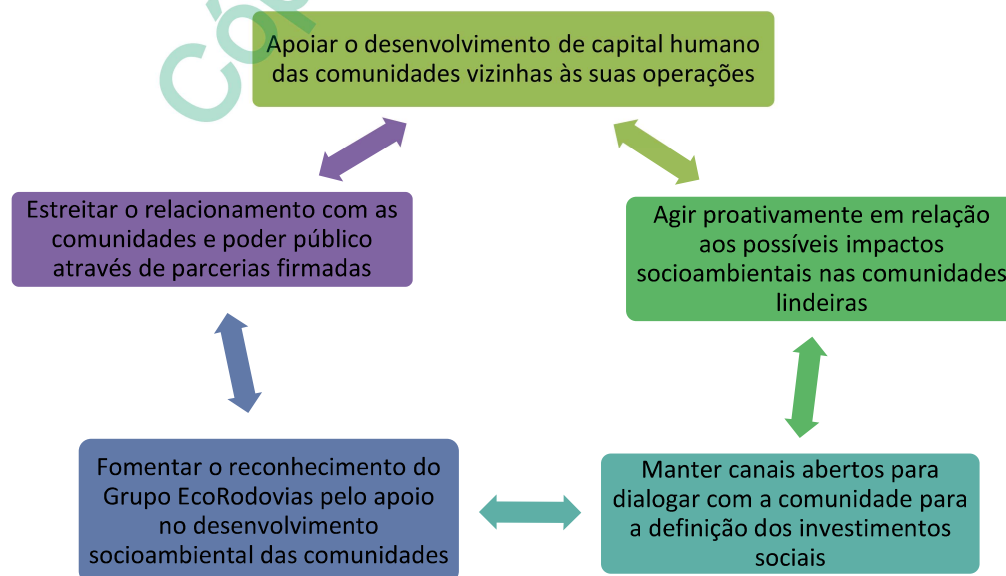 Cóp
Apoiar o desenvolvimento de capital humano
das comunidades vizinhas às suas operações
Estreitar o relacionamento com as
comunidades e poder público
através de parcerias firmadas
Agir proativamente em relação
aos possíveis impactos
socioambientais nas comunidades
lindeiras
Fomentar o reconhecimento do
Grupo EcoRodovias pelo apoio
no desenvolvimento
socioambiental das comunidades
Manter canais abertos para
dialogar com a comunidade para
a definição dos investimentos
sociais